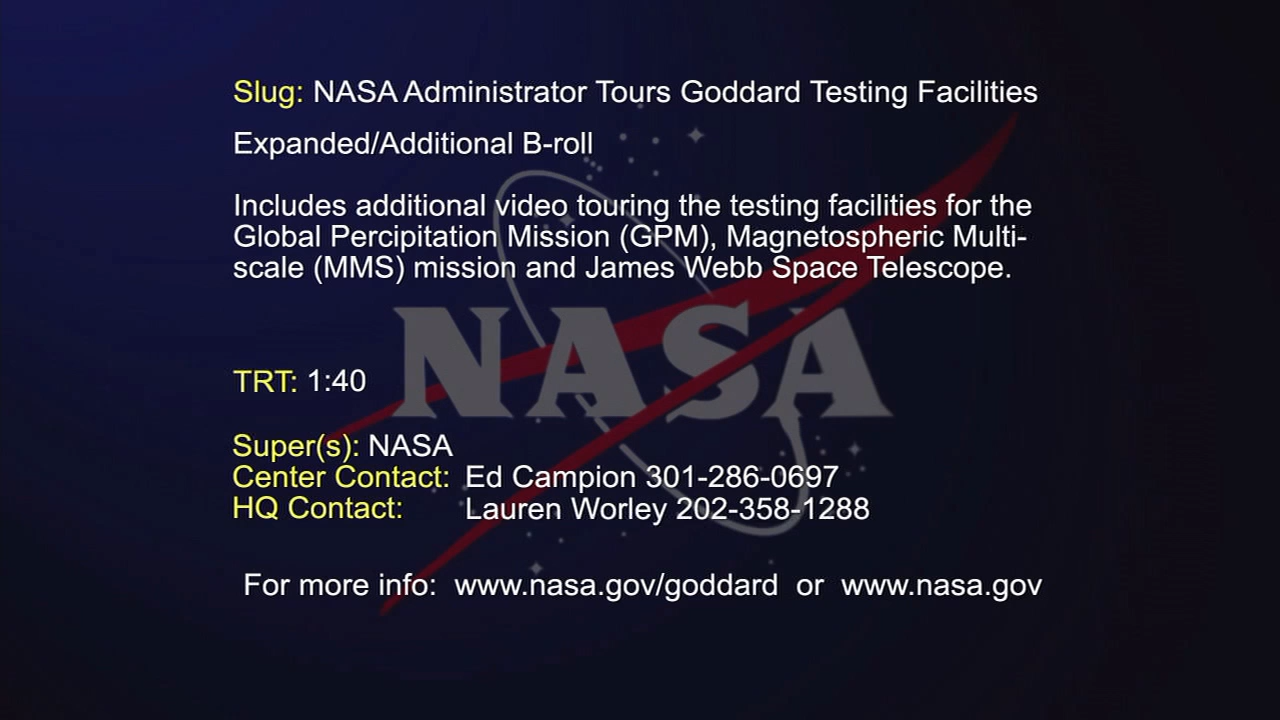 Slug: NASA Administrator Tours Goddard Testing Facilities
Expanded/Additional B-roll
Includes additional video touring the testing facilities for the
Global Percipitation Mission (GPM), Magnetospheric Multi-
scale (MMS) mission and James Webb Space Telescope.
NASA
TRT: 1:40
Super(s): NASA
Center Contact: Ed Campion 301-286-0697
HQ Contact: Lauren Worley 202-358-1288
For more info: www.nasa.gov/goddard or www.nasa.gov